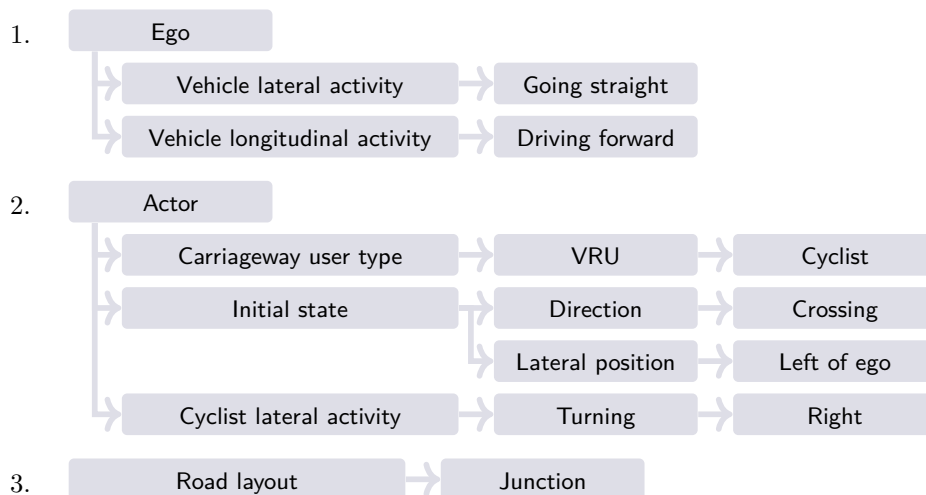 1. Ego
Vehicle lateral activity Going straight
Vehicle longitudinal activity Driving forward
2. Actor
Carriageway user type VRU Cyclist
Initial state Direction Crossing
Lateral position Left of ego
Cyclist lateral activity Turning Right
3. Road layout Junction